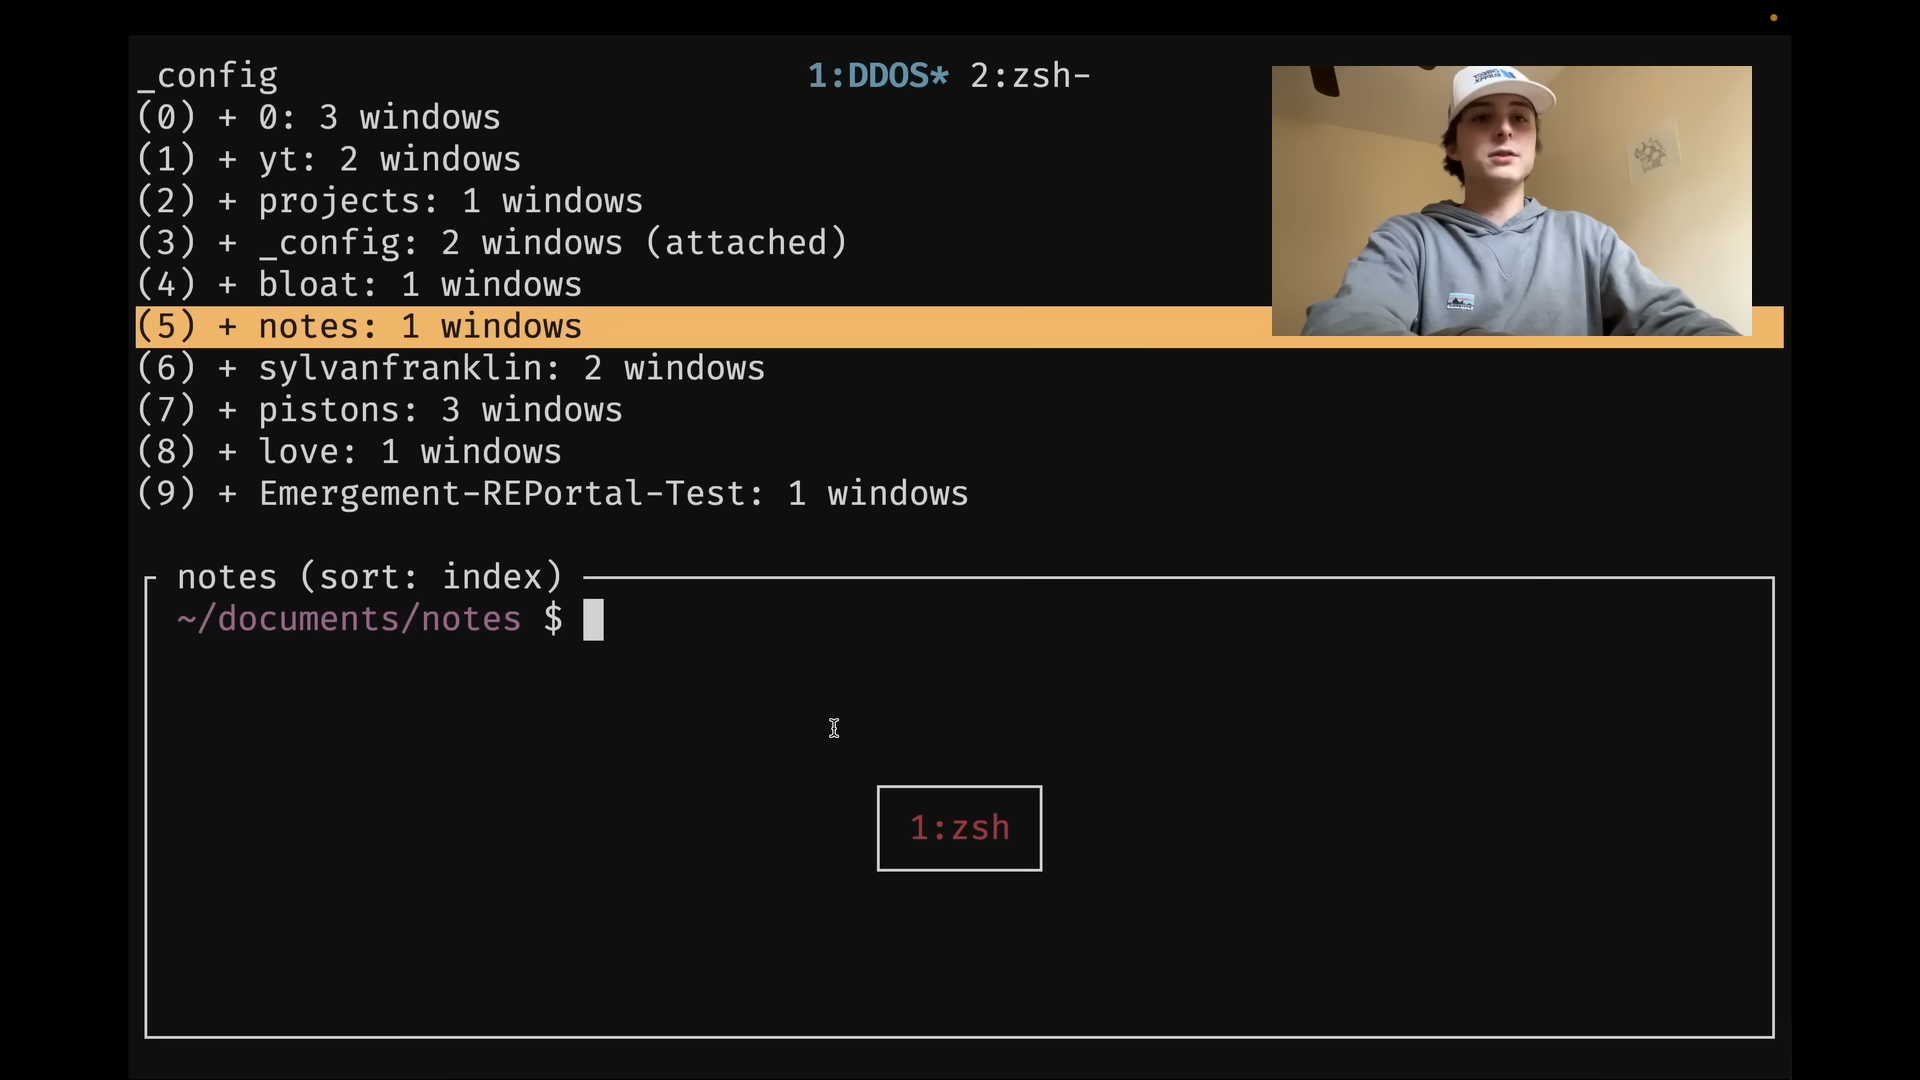 _config 1:DDOS* 2:zsh-
(0) + 0: 3 windows
(1) + yt: 2 windows
(2) + projects: 1 windows
(3) + _config: 2 windows (attached)
(4) + bloat: 1 windows
(5) + notes: 1 windows
(6) + sylvanfranklin: 2 windows
(7) + pistons: 3 windows
(8) + love: 1 windows
(9) + Emergement-REPortal-Test: 1 windows
notes (sort: index)
~/documents/notes $
1:zsh